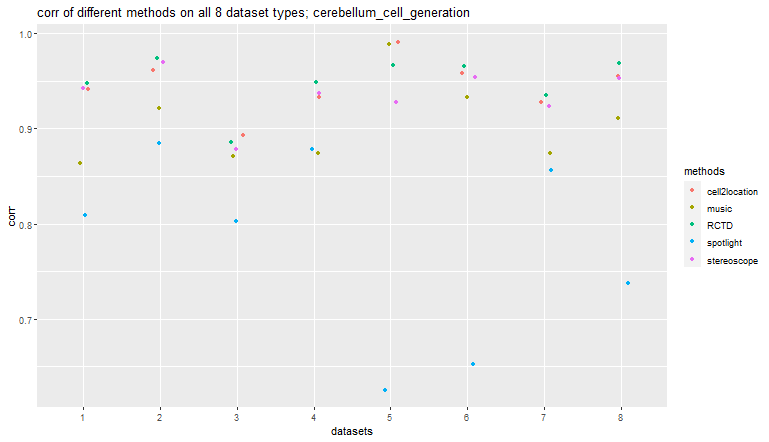 corr of different methods on all 8 dataset types; cerebellum_cell_generation
1.0
0.9
0.8
0.7
corr
1 2 3 4 5 6 7 8
datasets
methods
cell2location
music
RCTD
spotlight
stereoscope